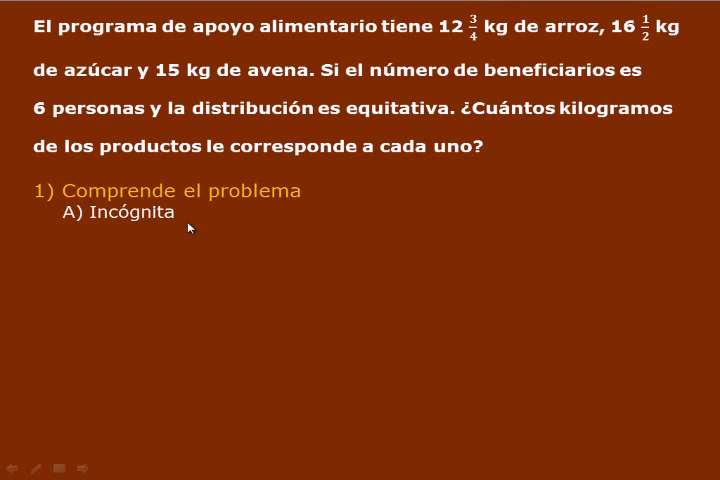 El programa de apoyo alimentario tiene 12 3/4 kg de arroz, 16 1/2 kg
de azúcar y 15 kg de avena. Si el número de beneficiarios es
6 personas y la distribución es equitativa. ¿Cuántos kilogramos
de los productos le corresponde a cada uno?
1) Comprende el problema
A) Incógnita